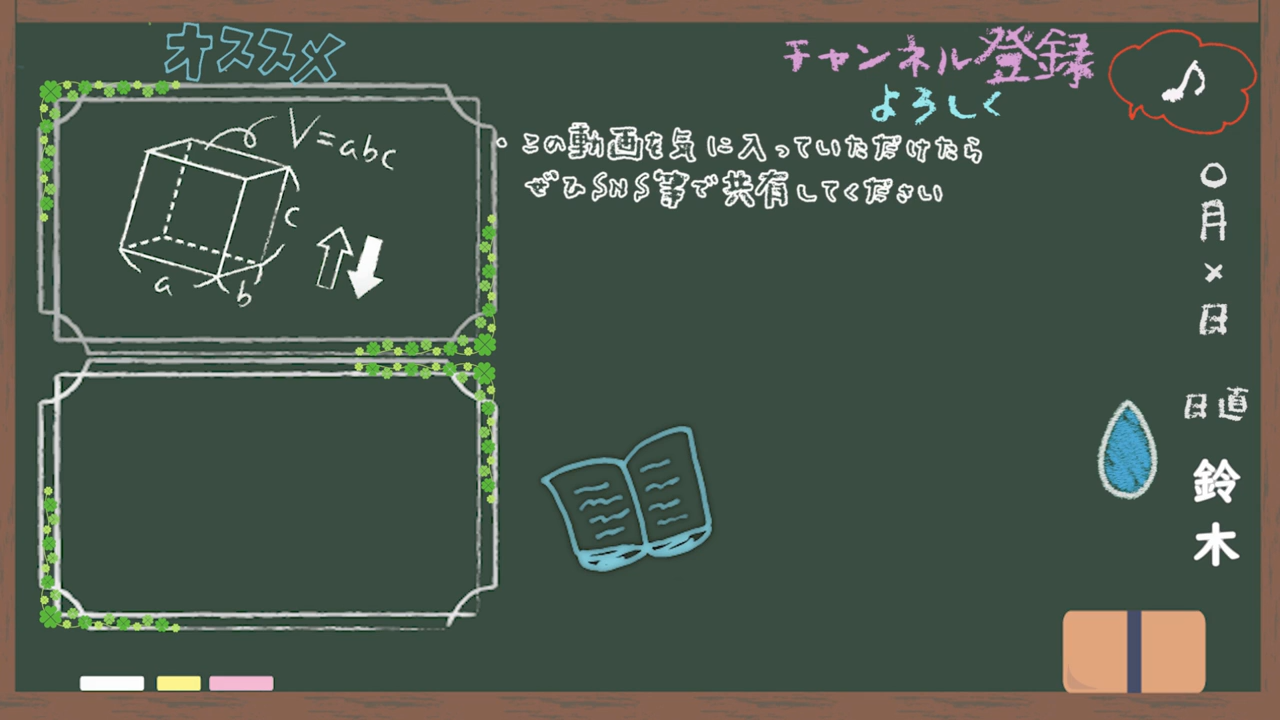 オススメ
チャンネル登録
よろしく
・この動画を気に入っていただけたら
ぜひSNS等で共有してください
V=abc
c
a
b
〇月×日
日直
鈴木